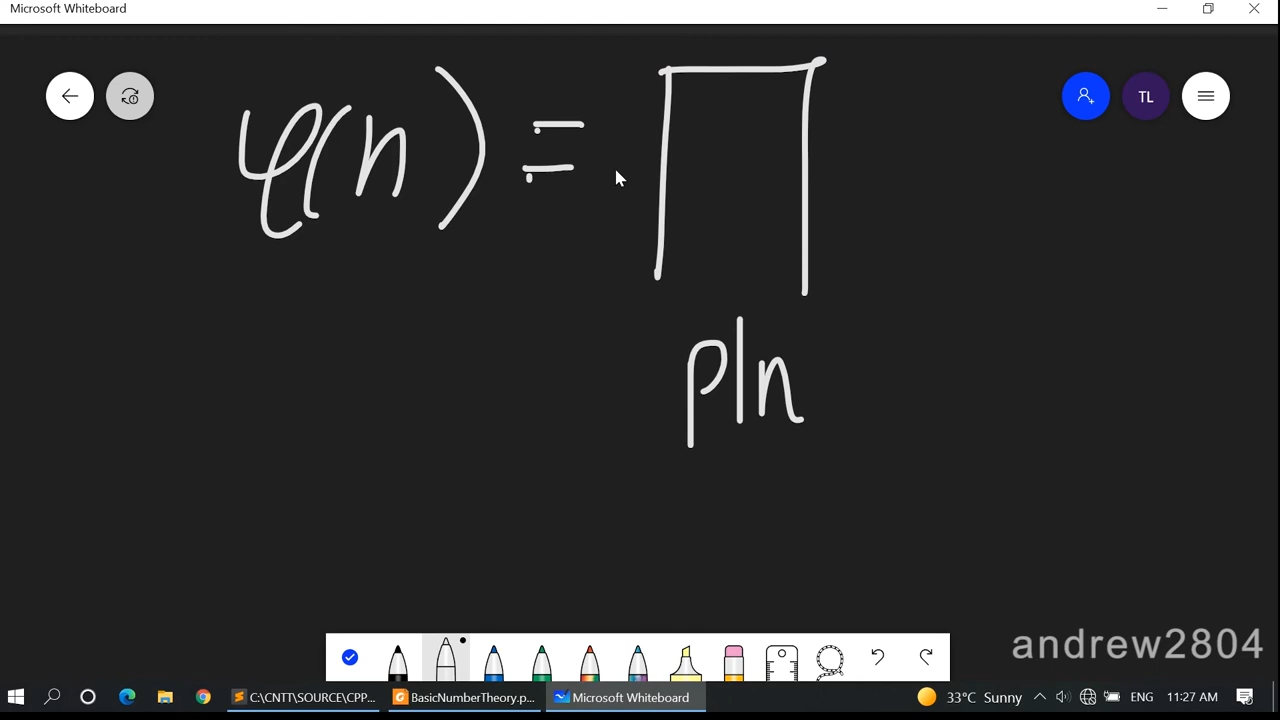 Microsoft Whiteboard
φ(n) = ∏
p|n
TL
andrew2804
C:\CNTT\SOURCE\CPP...
BasicNumberTheory.p...
Microsoft Whiteboard
33°C Sunny
ENG
11:27 AM